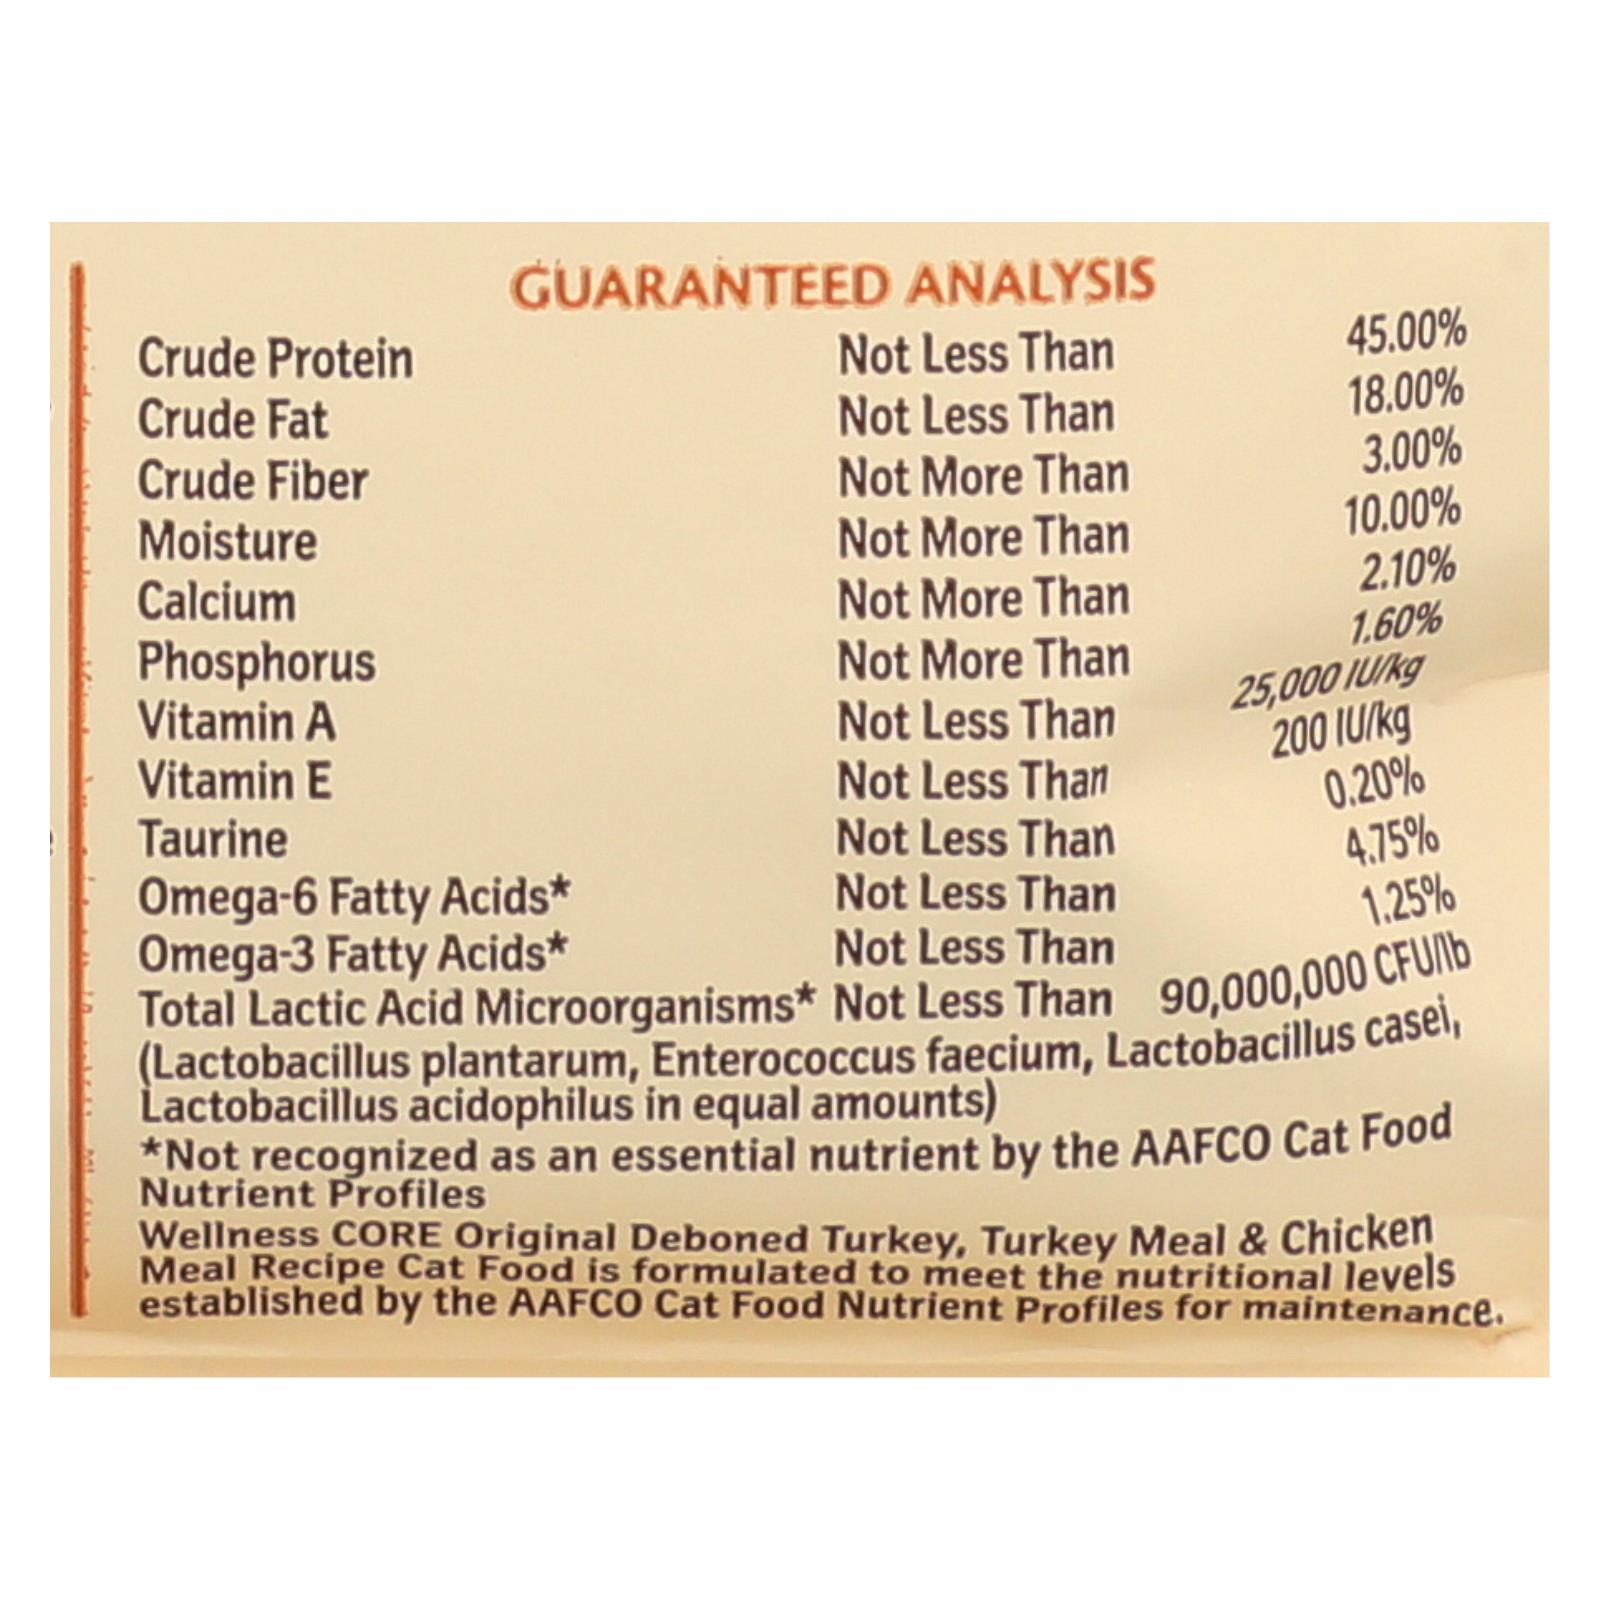 GUARANTEED ANALYSIS
Crude Protein Not Less Than 45.00%
Crude Fat Not Less Than 18.00%
Crude Fiber Not More Than 3.00%
Moisture Not More Than 10.00%
Calcium Not More Than 2.10%
Phosphorus Not More Than 1.60%
Vitamin A Not Less Than 25,000 IU/kg
Vitamin E Not Less Than 200 IU/kg
Taurine Not Less Than 0.20%
Omega-6 Fatty Acids* Not Less Than 4.75%
Omega-3 Fatty Acids* Not Less Than 1.25%
Total Lactic Acid Microorganisms* Not Less Than 90,000,000 CFU/lb
(Lactobacillus plantarum, Enterococcus faecium, Lactobacillus casei,
Lactobacillus acidophilus in equal amounts)
*Not recognized as an essential nutrient by the AAFCO Cat Food
Nutrient Profiles
Wellness CORE Original Deboned Turkey, Turkey Meal & Chicken
Meal Recipe Cat Food is formulated to meet the nutritional levels
established by the AAFCO Cat Food Nutrient Profiles for maintenance.